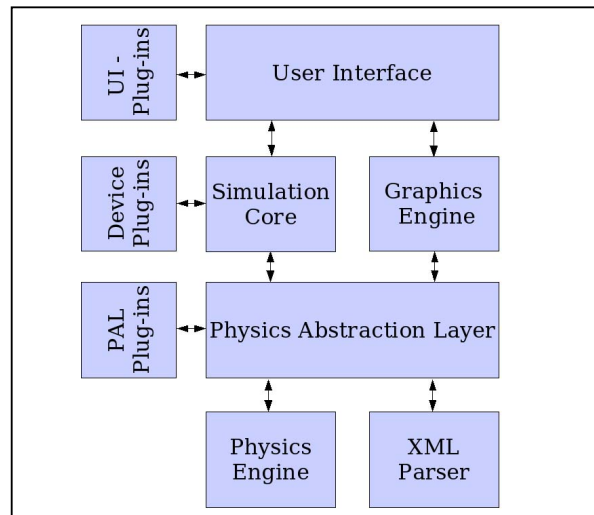 UI -
Plug-ins
User Interface
Device
Plug-ins
Simulation
Core
Graphics
Engine
PAL
Plug-ins
Physics Abstraction Layer
Physics
Engine
XML
Parser